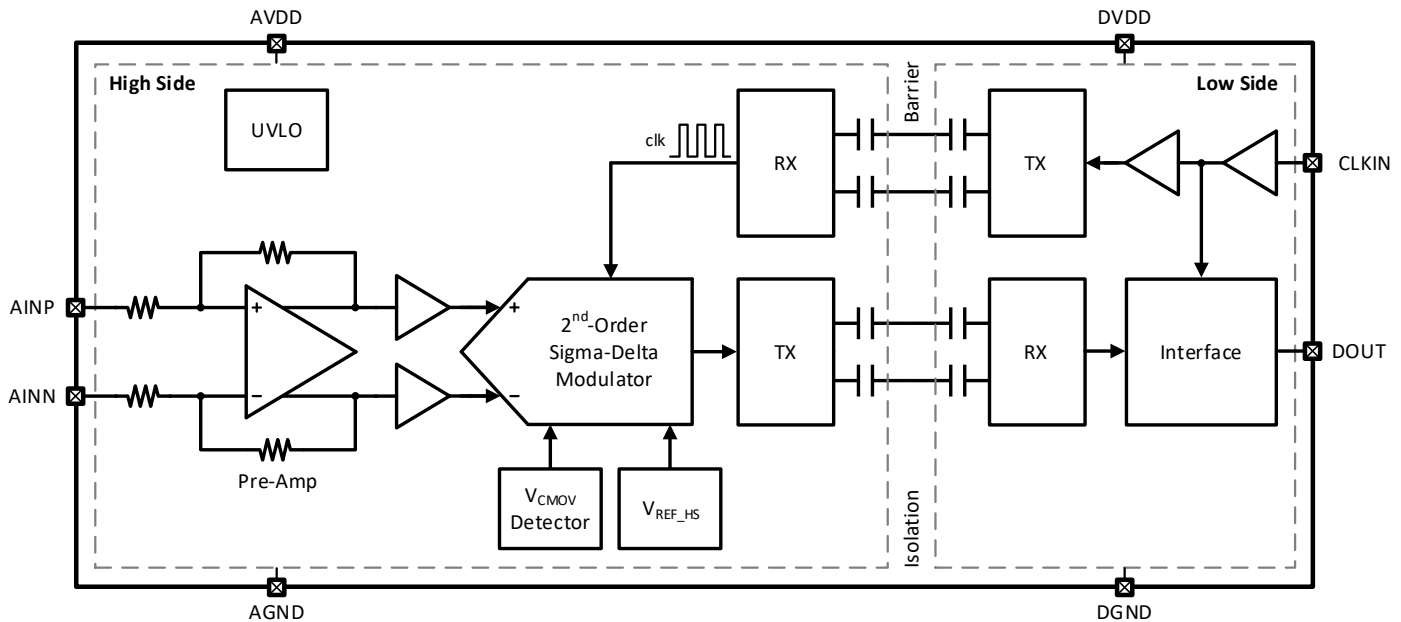 AVDD
DVDD
High Side
Barrier
Low Side
UVLO
clk
RX
TX
CLKIN
AINP
+
+
2nd-Order
Sigma-Delta
Modulator
TX
RX
Interface
DOUT
AINN
−
−
Pre-Amp
VCMOV
Detector
VREF_HS
Isolation
AGND
DGND